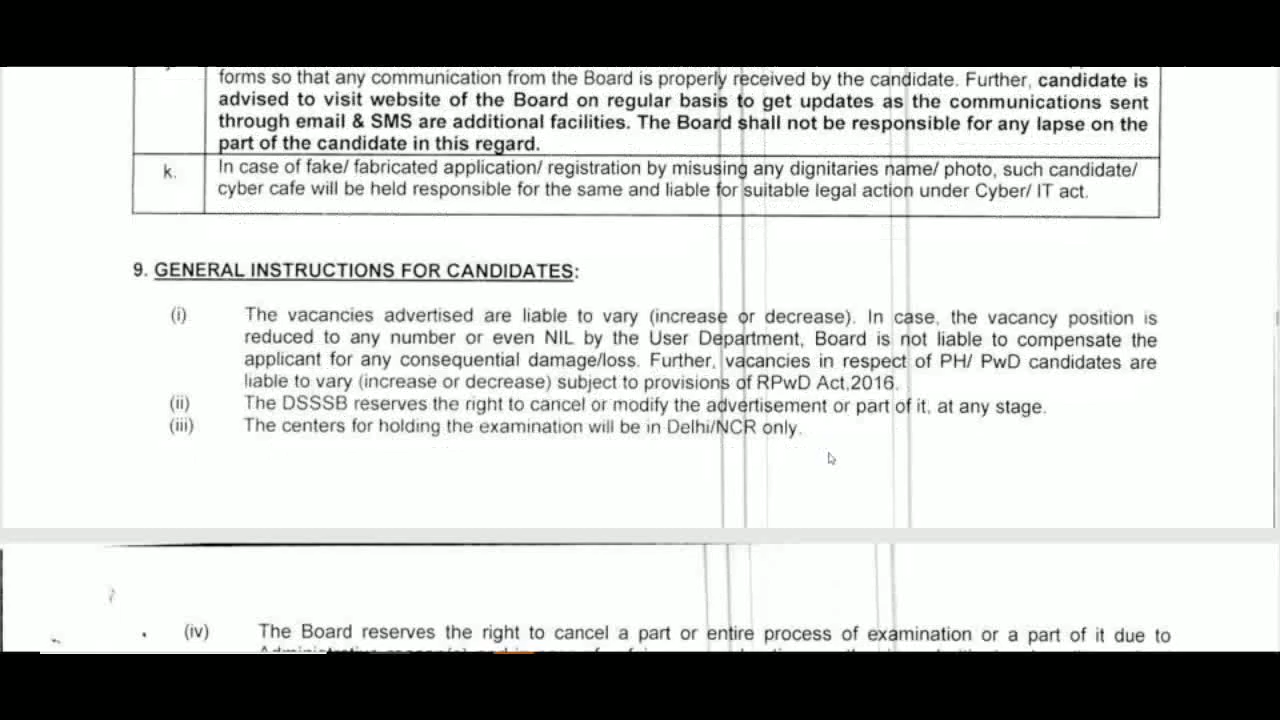 forms so that any communication from the Board is properly received by the candidate. Further, candidate is
advised to visit website of the Board on regular basis to get updates as the communications sent
through email & SMS are additional facilities. The Board shall not be responsible for any lapse on the
part of the candidate in this regard.
k. In case of fake/ fabricated application/ registration by misusing any dignitaries name/ photo, such candidate/
cyber cafe will be held responsible for the same and liable for suitable legal action under Cyber/ IT act.
9. GENERAL INSTRUCTIONS FOR CANDIDATES:
(i) The vacancies advertised are liable to vary (increase or decrease). In case, the vacancy position is
reduced to any number or even NIL by the User Department, Board is not liable to compensate the
applicant for any consequential damage/loss. Further, vacancies in respect of PH/ PwD candidates are
liable to vary (increase or decrease) subject to provisions of RPwD Act,2016.
(ii) The DSSSB reserves the right to cancel or modify the advertisement or part of it, at any stage.
(iii) The centers for holding the examination will be in Delhi/NCR only.
(iv) The Board reserves the right to cancel a part or entire process of examination or a part of it due to